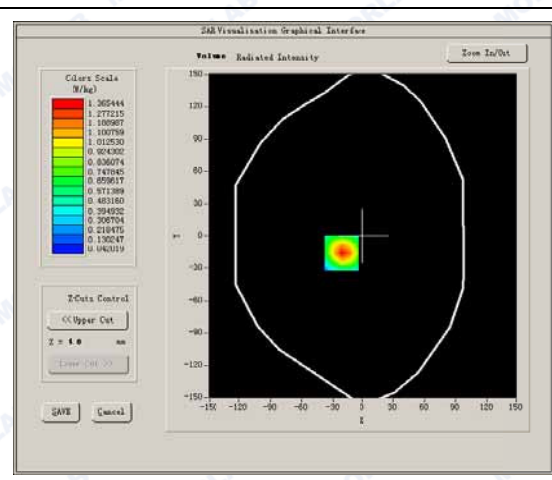 SAR Visualisation Graphical Interface
Volume Radiated Intensity
Zoom In/Out
Colors Scale
(W/kg)
1.365444
1.277215
1.188987
1.100759
1.012530
0.924302
0.836074
0.747845
0.659617
0.571389
0.483160
0.394932
0.306704
0.218475
0.130247
0.042019
150
120
90
60
30
0
-30
-60
-90
-120
-150
Y
-150 -120 -90 -60 -30 0 30 60 90 120 150
X
Z-Cuts Control
<< Upper Cut
Z = 4.0 mm
Lower Cut >>
SAVE Cancel